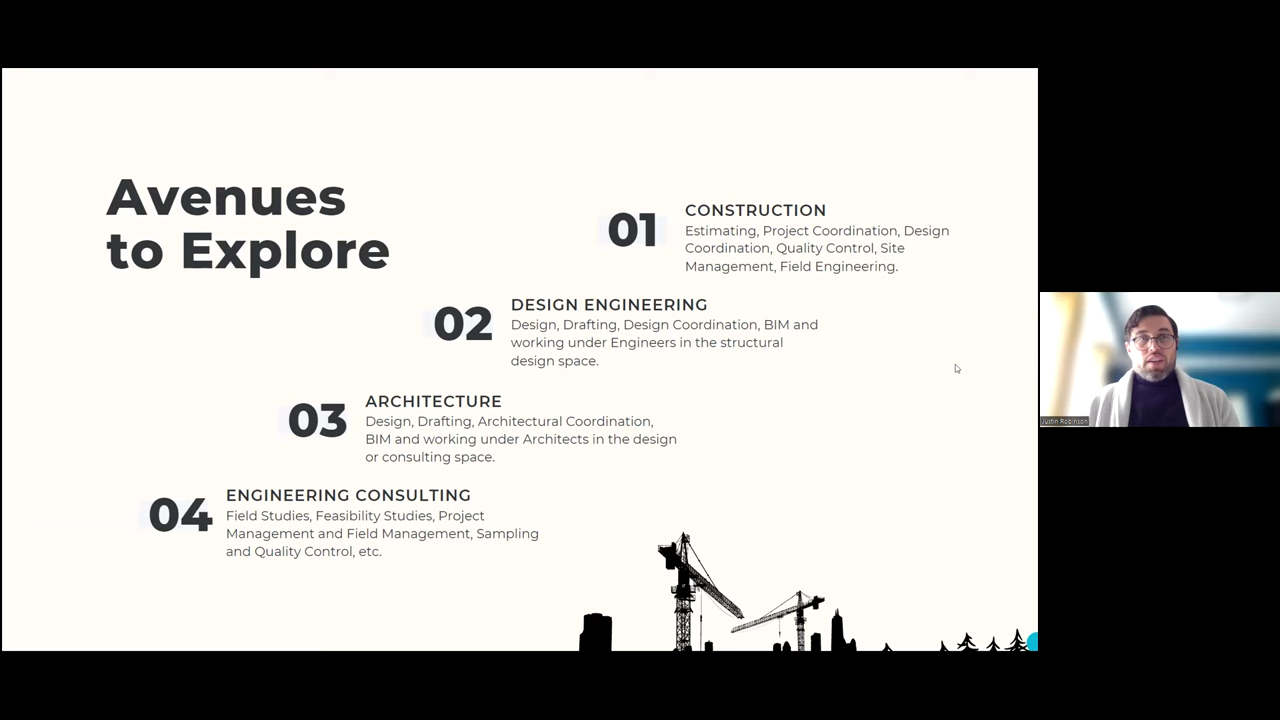 Avenues
to Explore
01
CONSTRUCTION
Estimating, Project Coordination, Design
Coordination, Quality Control, Site
Management, Field Engineering.
02
DESIGN ENGINEERING
Design, Drafting, Design Coordination, BIM and
working under Engineers in the structural
design space.
03
ARCHITECTURE
Design, Drafting, Architectural Coordination,
BIM and working under Architects in the design
or consulting space.
04
ENGINEERING CONSULTING
Field Studies, Feasibility Studies, Project
Management and Field Management, Sampling
and Quality Control, etc.
Justin Robinson